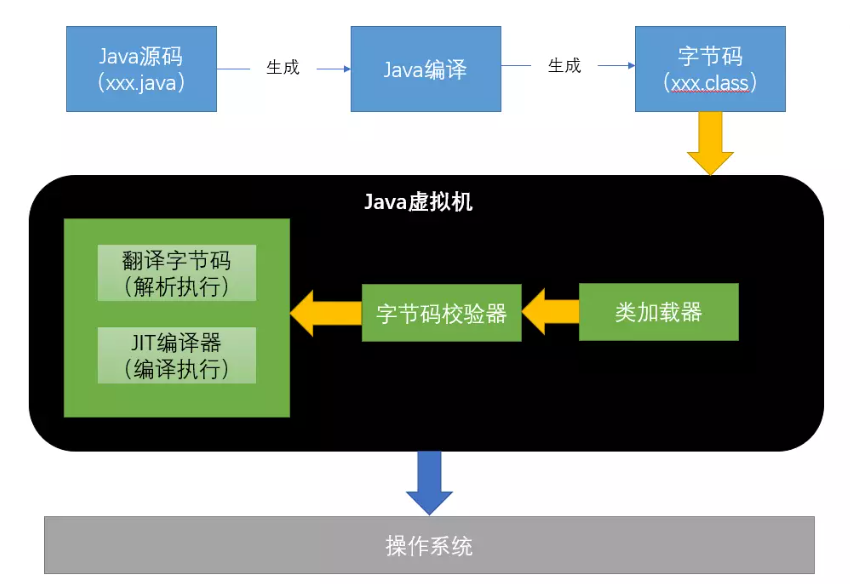 Java源码
（xxx.java）
生成
Java编译
生成
字节码
（xxx.class）
Java虚拟机
翻译字节码
（解析执行）
JIT编译器
（编译执行）
字节码校验器
类加载器
操作系统